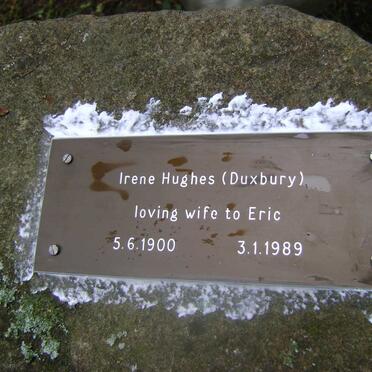 Irene Hughes (Duxbury)
loving wife to Eric
5.6.1900 3.1.1989